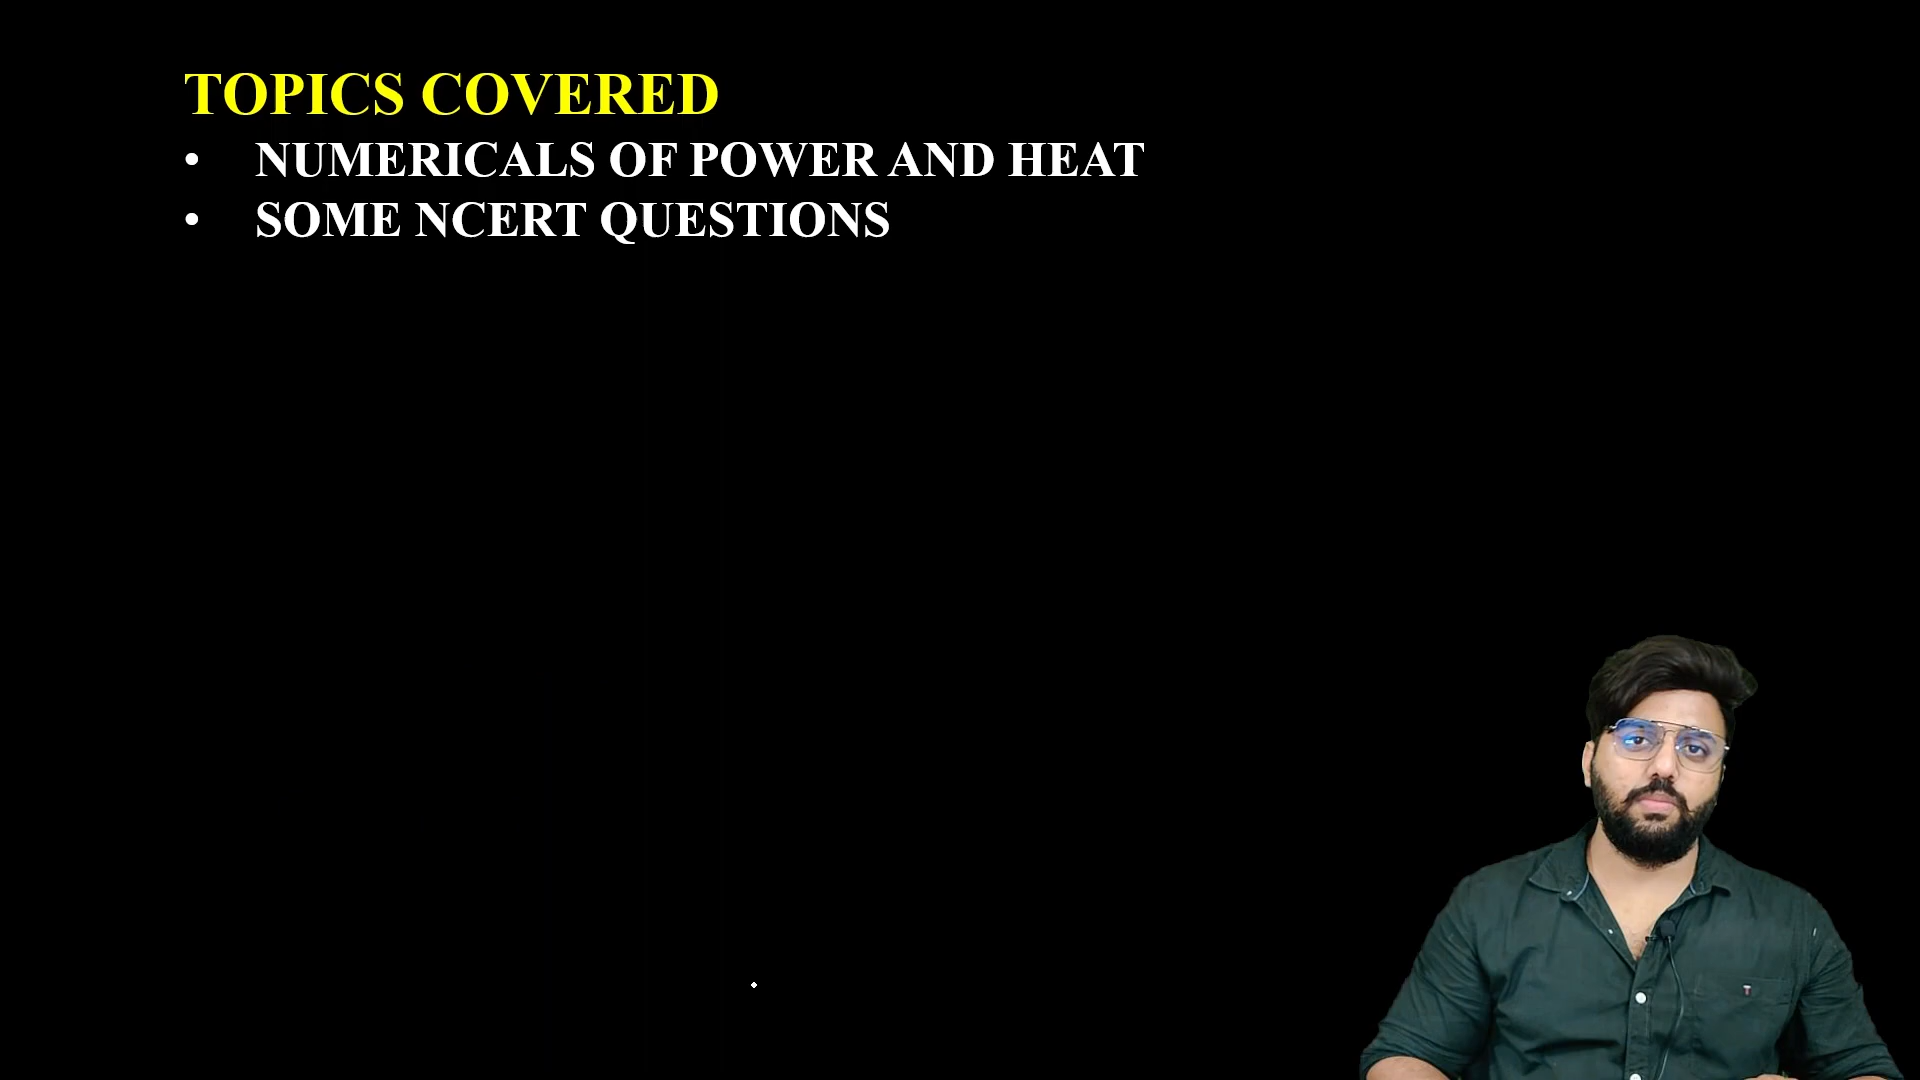 TOPICS COVERED
• NUMERICALS OF POWER AND HEAT
• SOME NCERT QUESTIONS